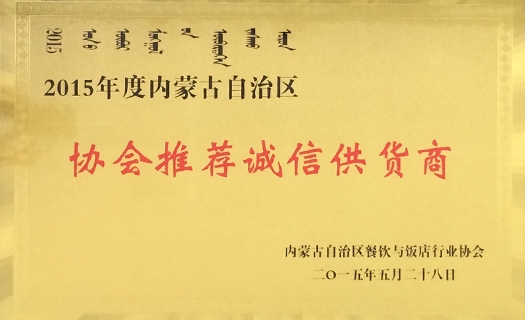 2015年度内蒙古自治区
协会推荐诚信供货商
内蒙古自治区餐饮与饭店行业协会
二〇一五年五月二十八日